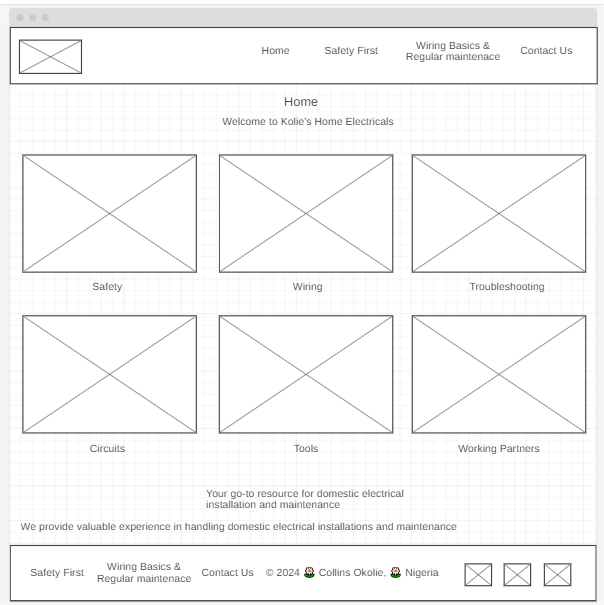 Home
Safety First
Wiring Basics &
Regular maintenace
Contact Us
Home
Welcome to Kolie's Home Electricals
Safety
Wiring
Troubleshooting
Circuits
Tools
Working Partners
Your go-to resource for domestic electrical
installation and maintenance
We provide valuable experience in handling domestic electrical installations and maintenance
Safety First
Wiring Basics &
Regular maintenance
Contact Us
© 2024 Collins Okolie, Nigeria